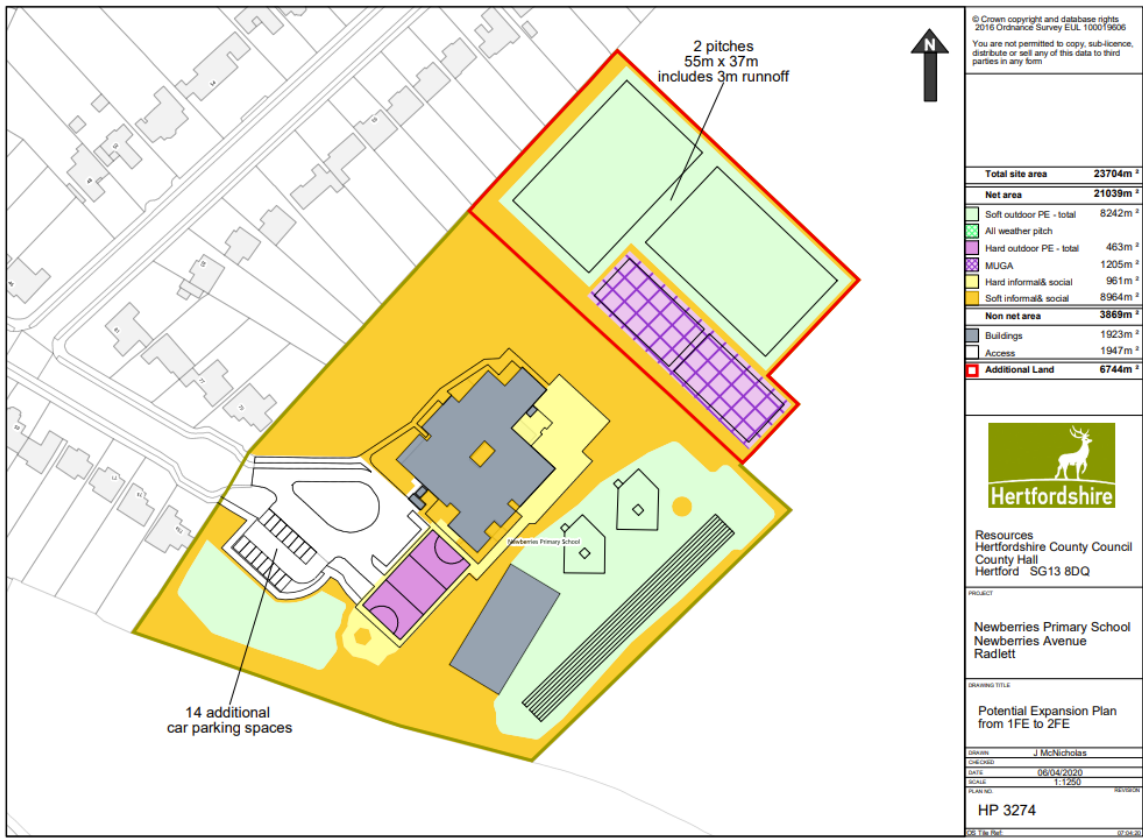 2 pitches
55m x 37m
includes 3m runoff
N
Newberries Primary School
14 additional
car parking spaces
© Crown copyright and database rights
2016 Ordnance Survey EUL 100019606
You are not permitted to copy, sub-licence,
distribute or sell any of this data to third
parties in any form
Total site area 23704m ²
Net area 21039m ²
Soft outdoor PE - total 8242m ²
All weather pitch
Hard outdoor PE - total 463m ²
MUGA 1205m ²
Hard informal& social 961m ²
Soft informal& social 8964m ²
Non net area 3869m ²
Buildings 1923m ²
Access 1947m ²
Additional Land 6744m ²
Hertfordshire
Resources
Hertfordshire County Council
County Hall
Hertford SG13 8DQ
PROJECT
Newberries Primary School
Newberries Avenue
Radlett
DRAWING TITLE
Potential Expansion Plan
from 1FE to 2FE
DRAWN J McNicholas
CHECKED
DATE 06/04/2020
SCALE 1:1250
PLAN NO. REVISION
HP 3274
OS Tile Ref: